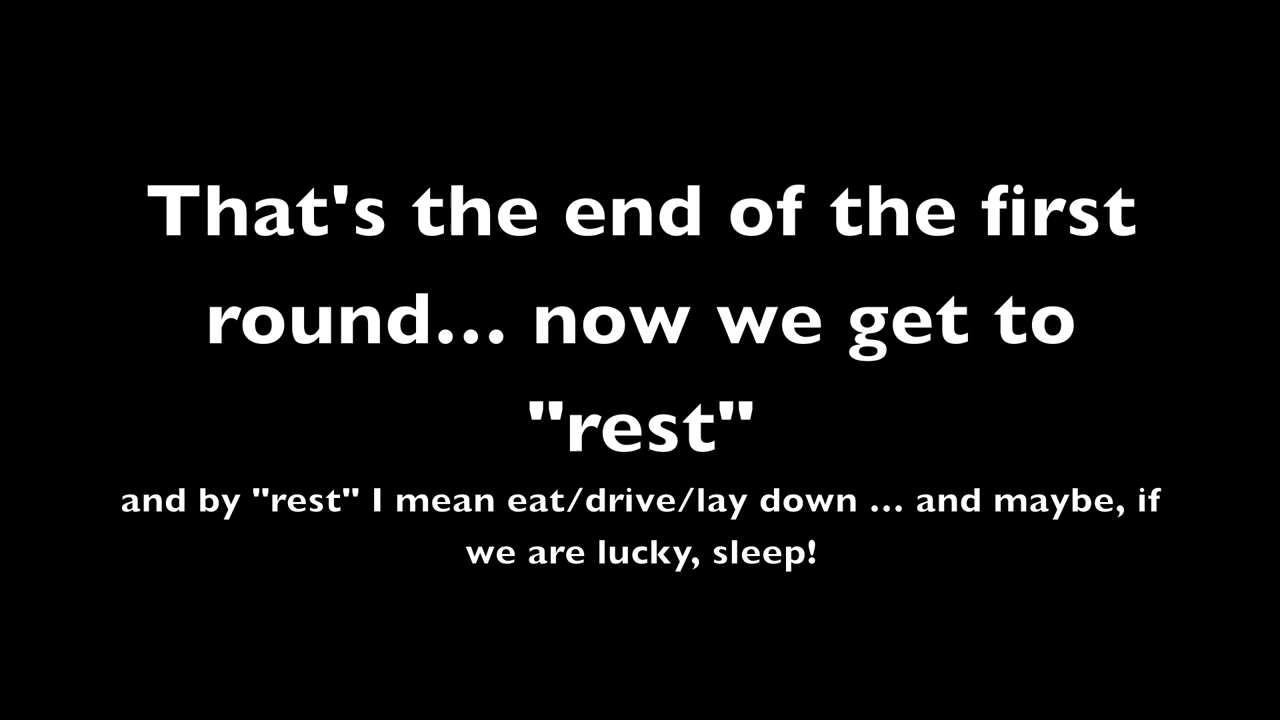 That's the end of the first
round... now we get to
"rest"
and by "rest" I mean eat/drive/lay down ... and maybe, if
we are lucky, sleep!